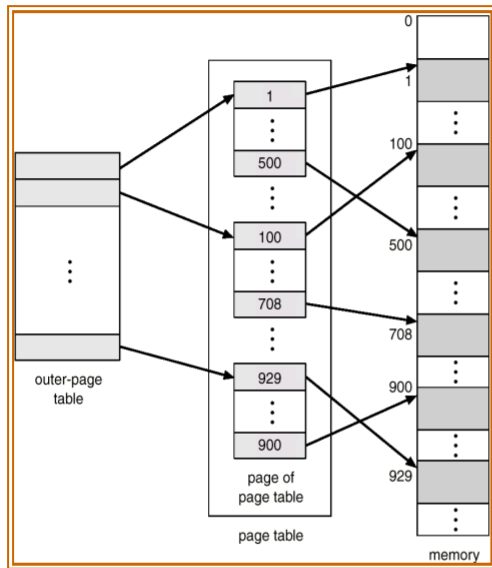 0
1
100
500
708
900
929
1
500
100
708
929
900
outer-page
table
page of
page table
page table
memory